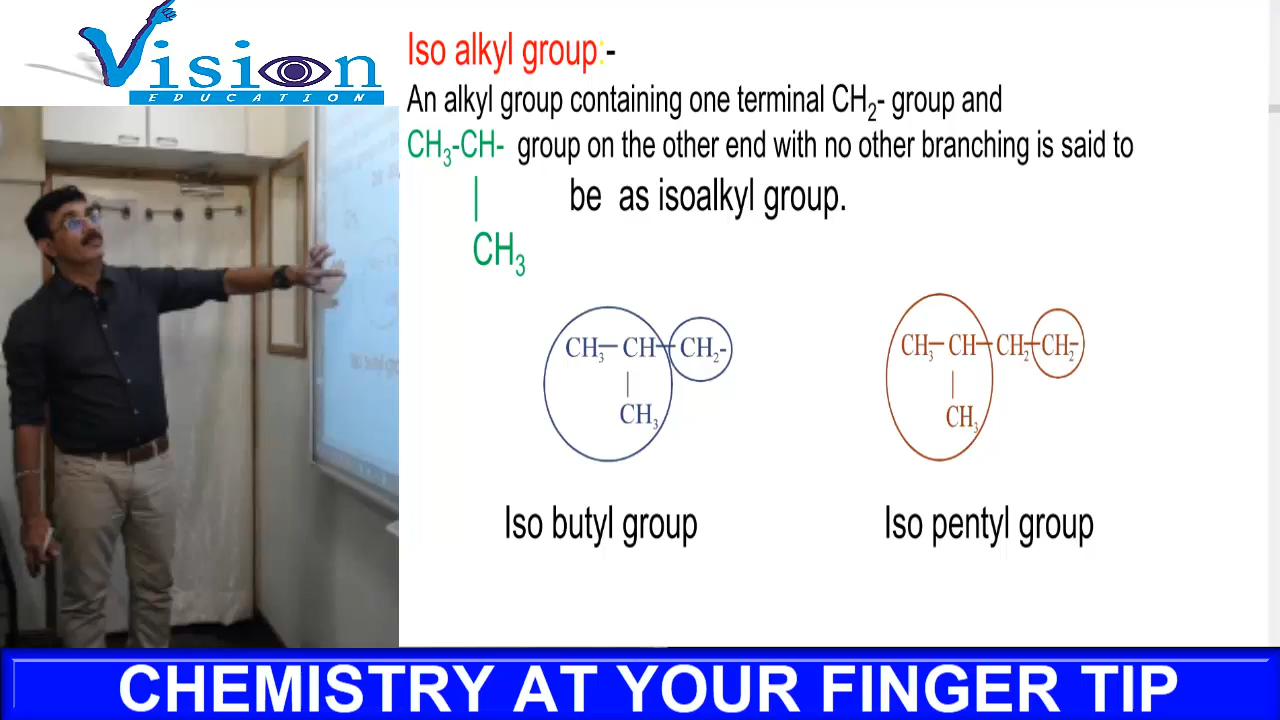 Vision
EDUCATION
Iso alkyl group:-
An alkyl group containing one terminal CH₂- group and
CH₃-CH- group on the other end with no other branching is said to
| be as isoalkyl group.
CH₃
CH₃—CH—CH₂-
|
CH₃
Iso butyl group
CH₃—CH—CH₂—CH₂-
|
CH₃
Iso pentyl group
CHEMISTRY AT YOUR FINGER TIP